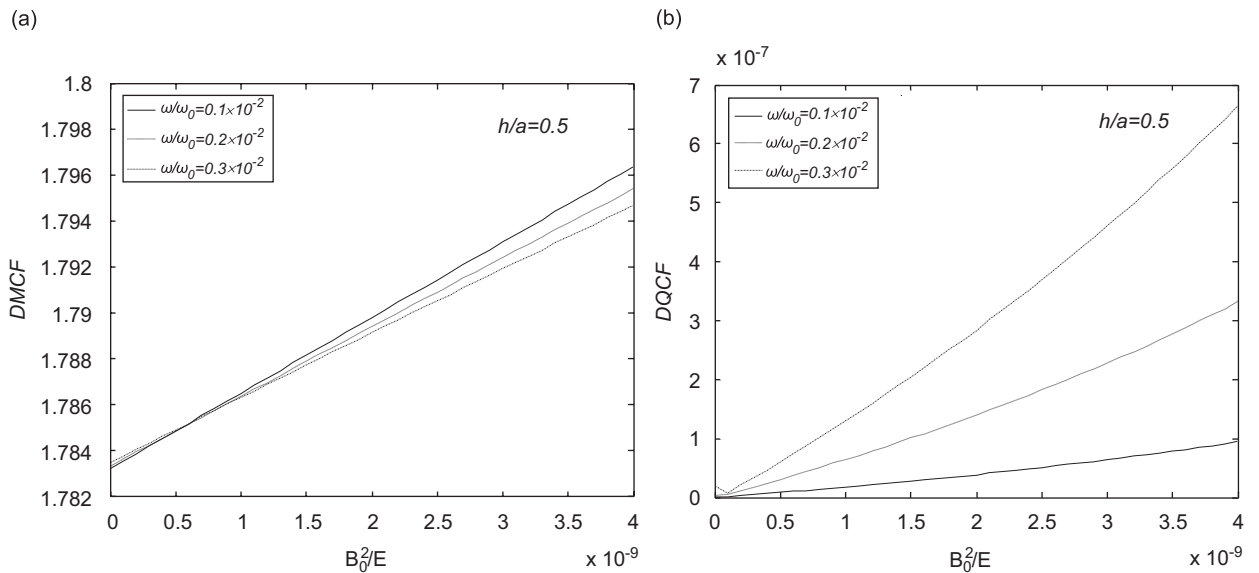 (a)
1.8
1.798
1.796
1.794
1.792
1.79
1.788
1.786
1.784
1.782
DMCF
ω/ω₀=0.1×10⁻²
ω/ω₀=0.2×10⁻²
ω/ω₀=0.3×10⁻²
h/a=0.5
0 0.5 1 1.5 2 2.5 3 3.5 4
B₀²/E
x 10⁻⁹
(b)
x 10⁻⁷
7
6
5
4
3
2
1
0
DQCF
ω/ω₀=0.1×10⁻²
ω/ω₀=0.2×10⁻²
ω/ω₀=0.3×10⁻²
h/a=0.5
0 0.5 1 1.5 2 2.5 3 3.5 4
B₀²/E
x 10⁻⁹